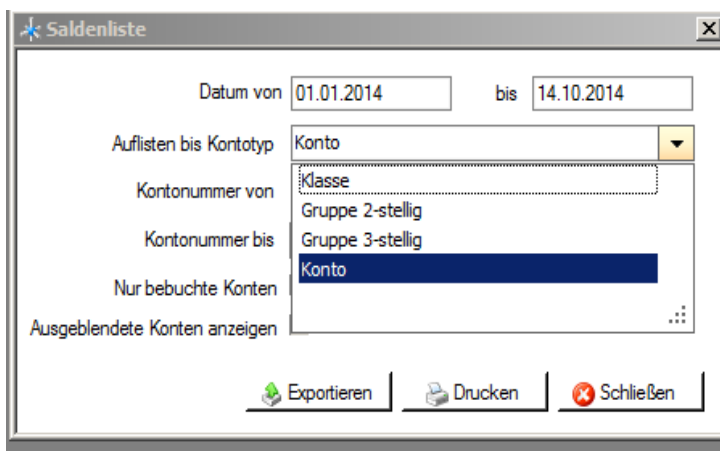 Saldenliste
Datum von 01.01.2014 bis 14.10.2014
Auflisten bis Kontotyp Konto
Kontonummer von Klasse
Gruppe 2-stellig
Kontonummer bis Gruppe 3-stellig
Konto
Nur bebuchte Konten
Ausgeblendete Konten anzeigen
Exportieren Drucken Schließen